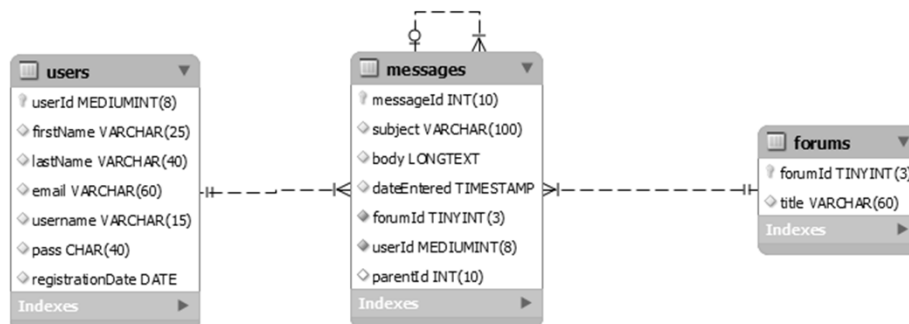 users
userId MEDIUMINT(8)
firstName VARCHAR(25)
lastName VARCHAR(40)
email VARCHAR(60)
username VARCHAR(15)
pass CHAR(40)
registrationDate DATE
Indexes
messages
messageId INT(10)
subject VARCHAR(100)
body LONGTEXT
dateEntered TIMESTAMP
forumId TINYINT(3)
userId MEDIUMINT(8)
parentId INT(10)
Indexes
forums
forumId TINYINT(3)
title VARCHAR(60)
Indexes